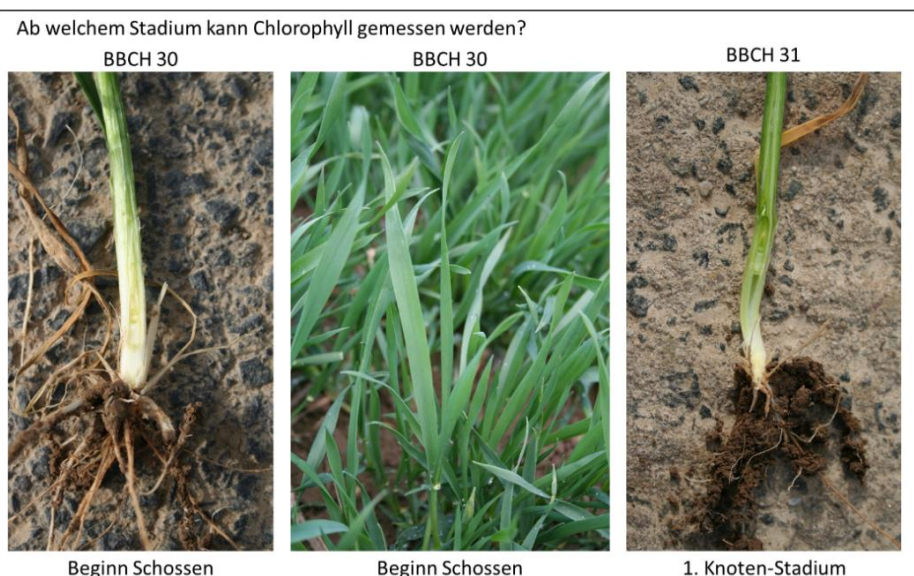 Ab welchem Stadium kann Chlorophyll gemessen werden?
BBCH 30
BBCH 30
BBCH 31
Beginn Schossen
Beginn Schossen
1. Knoten-Stadium